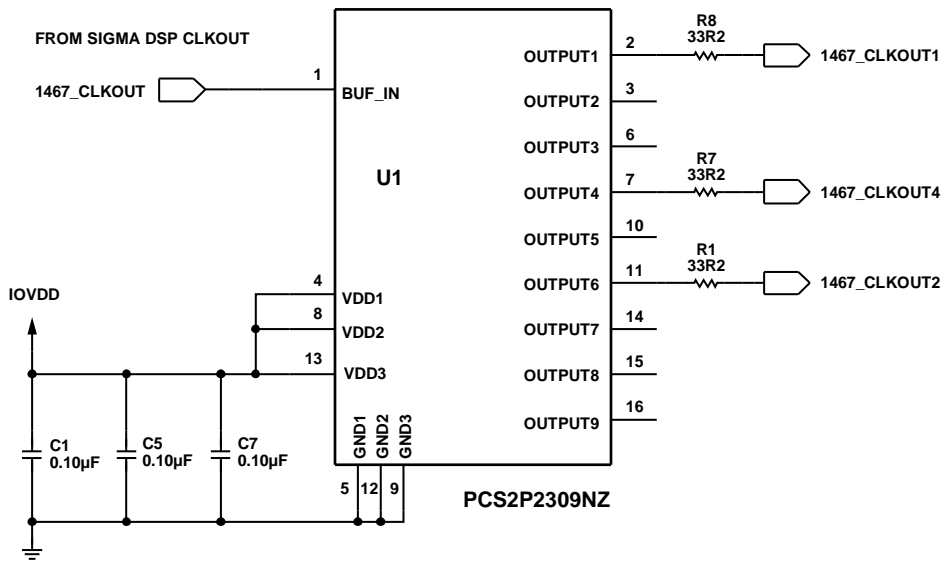 FROM SIGMA DSP CLKOUT
1467_CLKOUT
1
BUF_IN
U1
OUTPUT1
2
R8
33R2
1467_CLKOUT1
OUTPUT2
3
OUTPUT3
6
OUTPUT4
7
R7
33R2
1467_CLKOUT4
OUTPUT5
10
OUTPUT6
11
R1
33R2
1467_CLKOUT2
OUTPUT7
14
OUTPUT8
15
OUTPUT9
16
IOVDD
4
VDD1
8
VDD2
13
VDD3
C1
0.10µF
C5
0.10µF
C7
0.10µF
GND1
GND2
GND3
5
12
9
PCS2P2309NZ